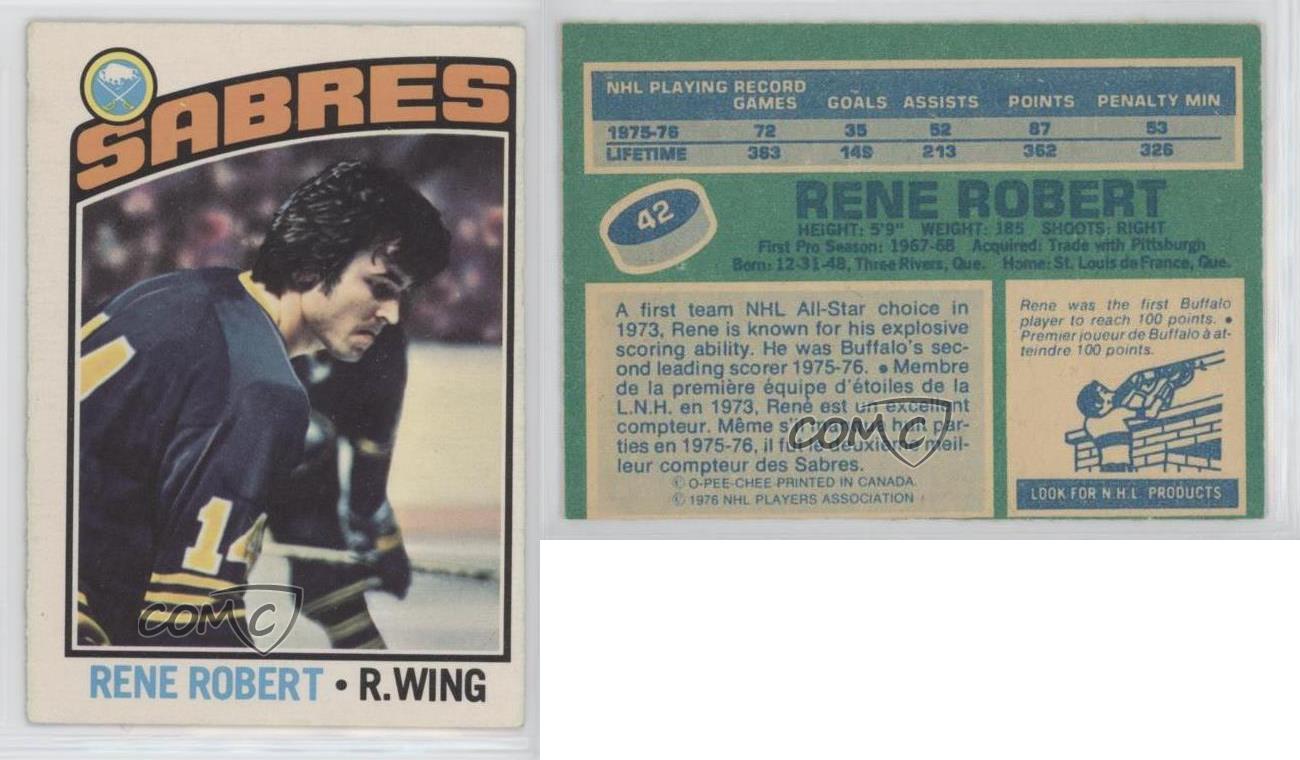 SABRES
14
COMC
RENE ROBERT • R.WING
NHL PLAYING RECORD
GAMES GOALS ASSISTS POINTS PENALTY MIN
1975-76 72 35 52 87 53
LIFETIME 363 149 213 362 326
42
RENE ROBERT
HEIGHT: 5'9" WEIGHT: 185 SHOOTS: RIGHT
First Pro Season: 1967-68 Acquired: Trade with Pittsburgh
Born: 12-31-48, Three Rivers, Que. Home: St. Louis de France, Que.
A first team NHL All-Star choice in
1973, Rene is known for his explosive
scoring ability. He was Buffalo's sec-
ond leading scorer 1975-76. • Membre
de la première équipe d'étoiles de la
L.N.H. en 1973, René est un excellent
compteur. Même s'il manqua huit par-
ties en 1975-76, il fut le deuxième meil-
leur compteur des Sabres.
© O-PEE-CHEE PRINTED IN CANADA.
© 1976 NHL PLAYERS ASSOCIATION
COMC
Rene was the first Buffalo
player to reach 100 points. •
Premier joueur de Buffalo à at-
teindre 100 points.
LOOK FOR N.H.L. PRODUCTS